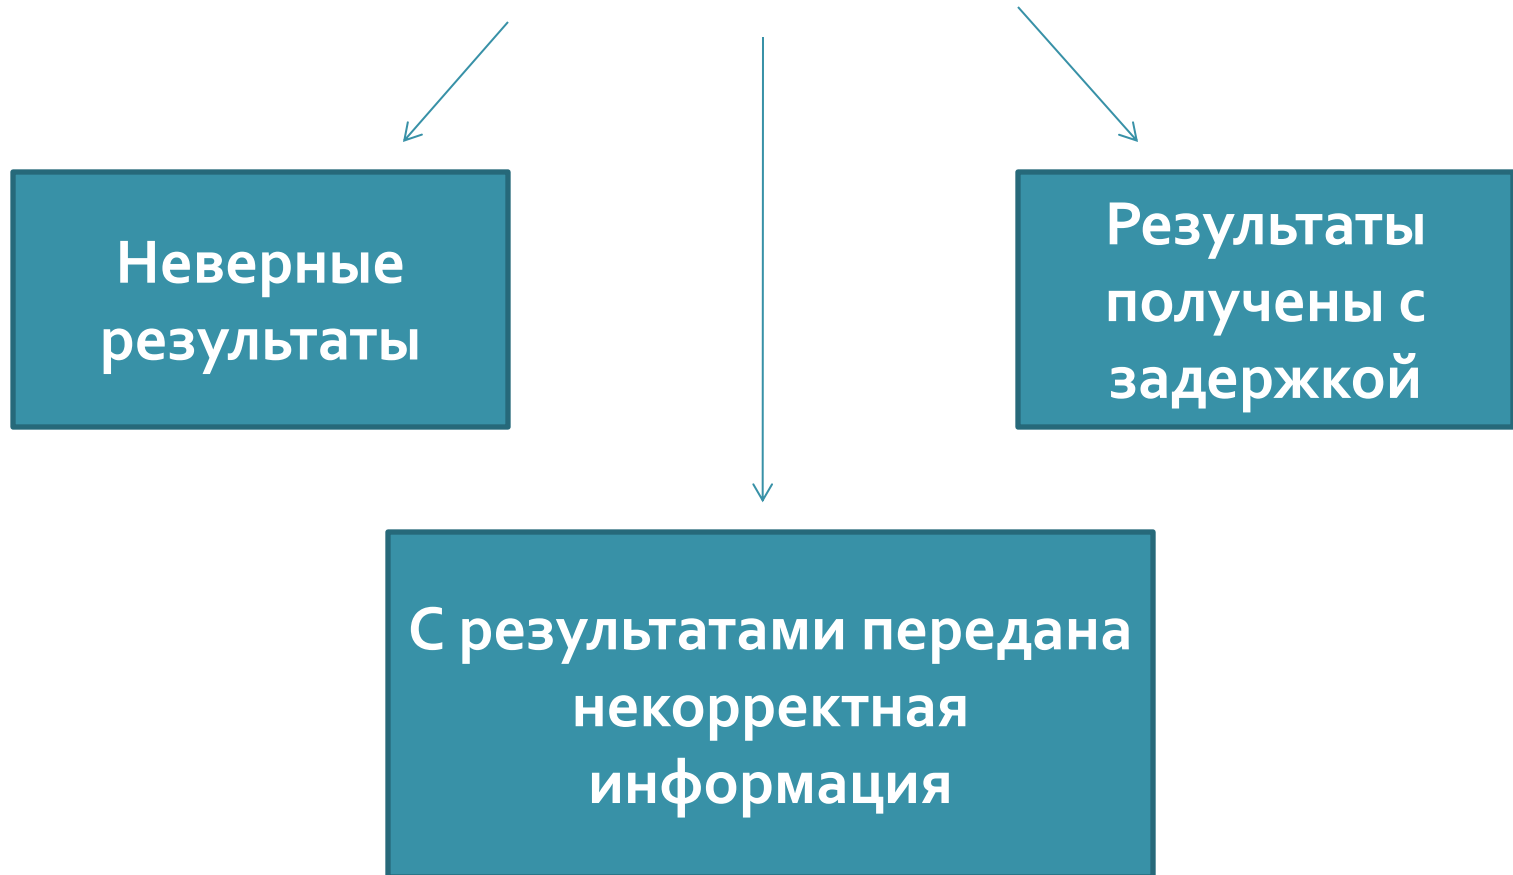 Неверные
результаты
Результаты
получены с
задержкой
С результатами передана
некорректная
информация